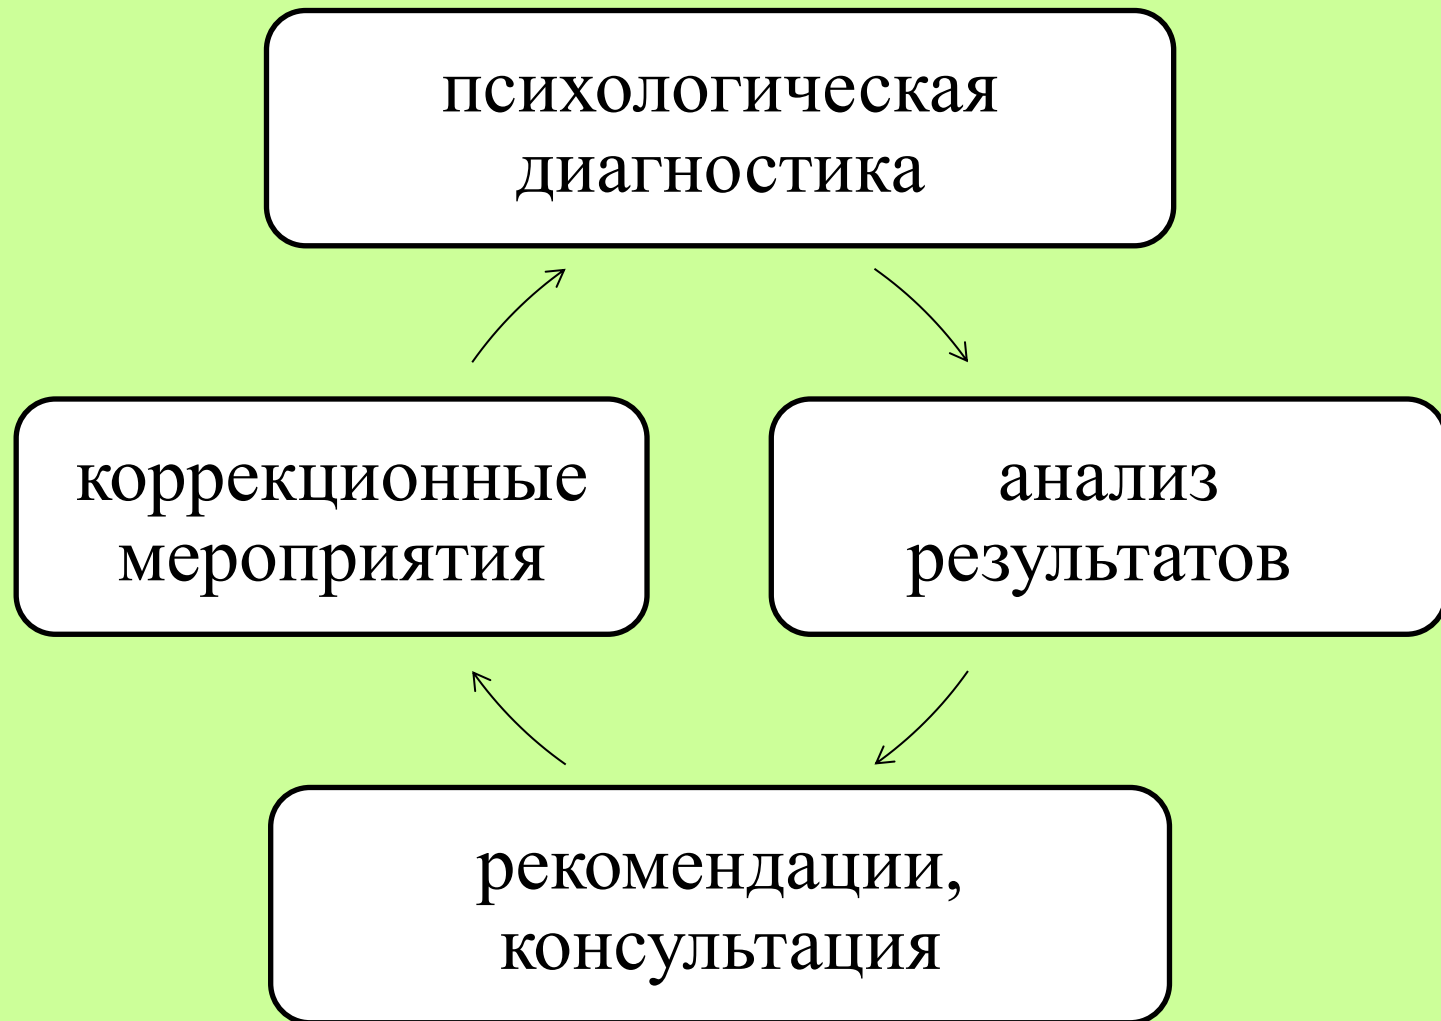 психологическая
диагностика
коррекционные
мероприятия
анализ
результатов
рекомендации,
консультация